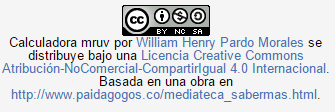 cc
BY NC SA
Calculadora mruv por William Henry Pardo Morales se
distribuye bajo una Licencia Creative Commons
Atribución-NoComercial-CompartirIgual 4.0 Internacional.
Basada en una obra en
http://www.paidagogos.co/mediateca_sabermas.html.